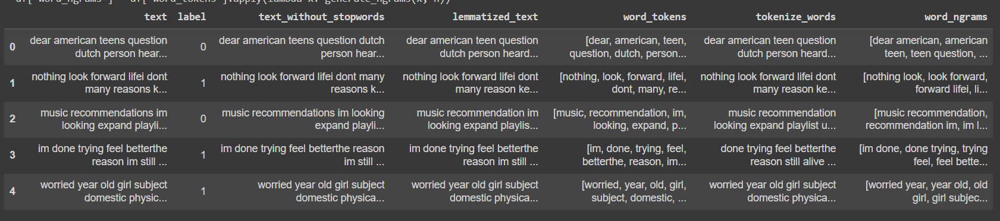 df['word_ngrams'] = df['word_tokens'].apply(lambda x: generate_ngrams(x, n))
text label text_without_stopwords lemmatized_text word_tokens tokenize_words word_ngrams
0 dear american teens question dutch person hear... 0 dear american teens question dutch person hear... dear american teen question dutch person heard... [dear, american, teen, question, dutch, person... dear american teen question dutch person heard... [dear american, american teen, teen question, ...
1 nothing look forward lifei dont many reasons k... 1 nothing look forward lifei dont many reasons k... nothing look forward lifei dont many reason ke... [nothing, look, forward, lifei, dont, many, re... nothing look forward lifei dont many reason ke... [nothing look, look forward, forward lifei, li...
2 music recommendations im looking expand playli... 0 music recommendations im looking expand playli... music recommendation im looking expand playlis... [music, recommendation, im, looking, expand, p... music recommendation looking expand playlist u... [music recommendation, recommendation im, im l...
3 im done trying feel betterthe reason im still ... 1 im done trying feel betterthe reason im still ... im done trying feel betterthe reason im still ... [im, done, trying, feel, betterthe, reason, im... done trying feel betterthe reason still alive ... [im done, done trying, trying feel, feel bette...
4 worried year old girl subject domestic physic... 1 worried year old girl subject domestic physica... worried year old girl subject domestic physica... [worried, year, old, girl, subject, domestic, ... worried year old girl subject domestic physica... [worried year, year old, old girl, girl subjec...